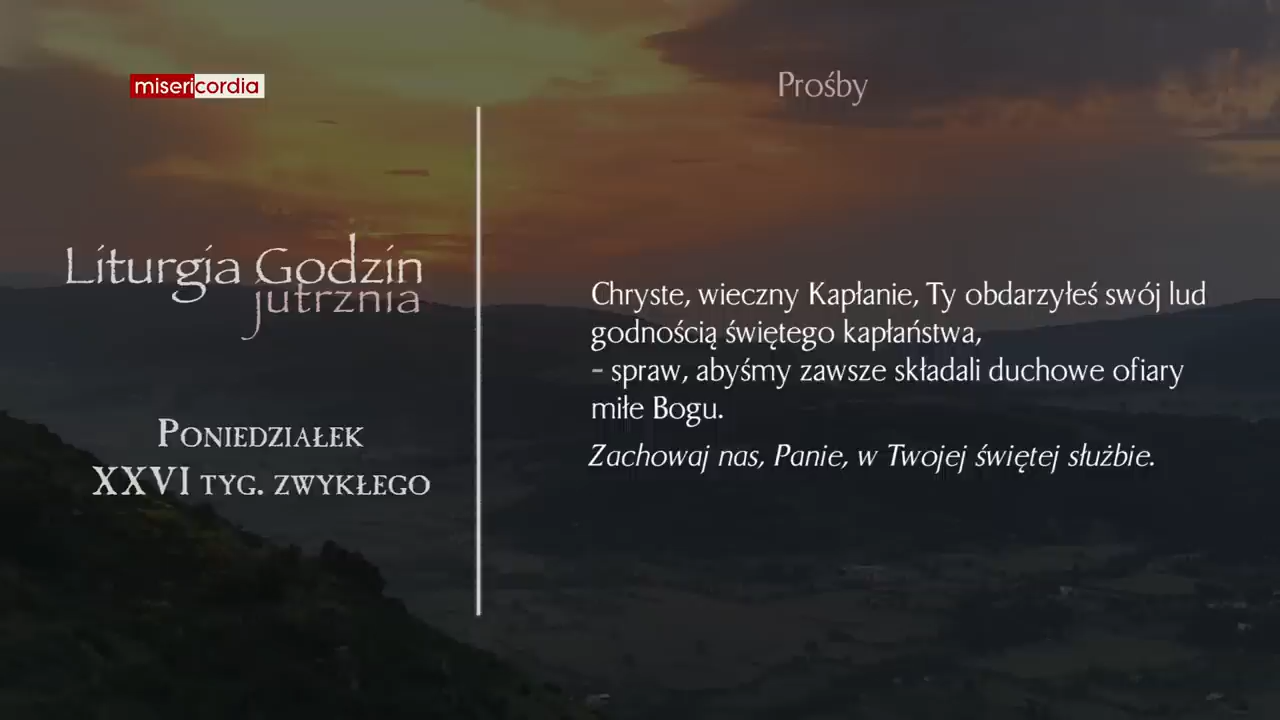 misericordia
Prośby
Liturgia Godzin
jutrznia
Poniedziałek
XXVI tyg. zwykłego
Chryste, wieczny Kapłanie, Ty obdarzyłeś swój lud
godnością świętego kapłaństwa,
- spraw, abyśmy zawsze składali duchowe ofiary
miłe Bogu.
Zachowaj nas, Panie, w Twojej świętej służbie.